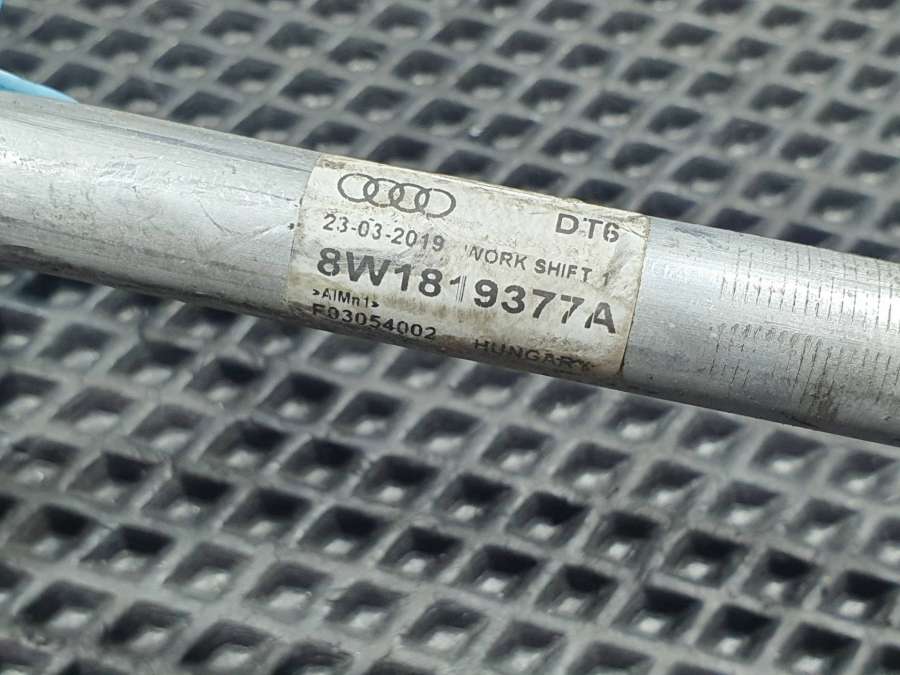 DT6
23-03-2019 WORK SHIFT 1
8W1819377A
>AlMn1<
F03054002 HUNGARY